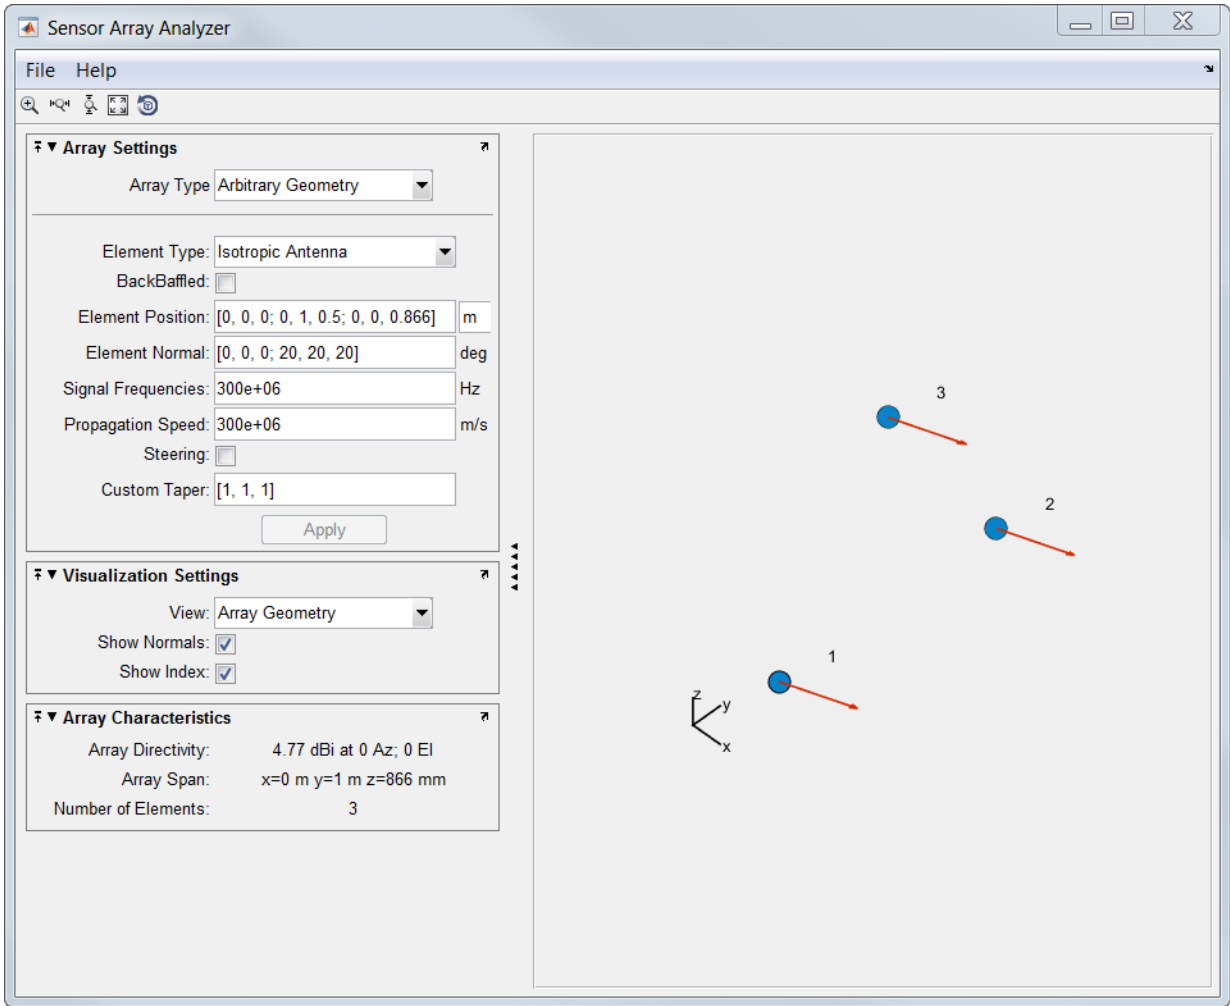 Sensor Array Analyzer
File Help
Array Settings
Array Type Arbitrary Geometry
Element Type: Isotropic Antenna
BackBaffled:
Element Position: [0, 0, 0; 0, 1, 0.5; 0, 0, 0.866] m
Element Normal: [0, 0, 0; 20, 20, 20] deg
Signal Frequencies: 300e+06 Hz
Propagation Speed: 300e+06 m/s
Steering:
Custom Taper: [1, 1, 1]
Apply
Visualization Settings
View: Array Geometry
Show Normals:
Show Index:
Array Characteristics
Array Directivity: 4.77 dBi at 0 Az; 0 El
Array Span: x=0 m y=1 m z=866 mm
Number of Elements: 3
3
2
1
z
y
x